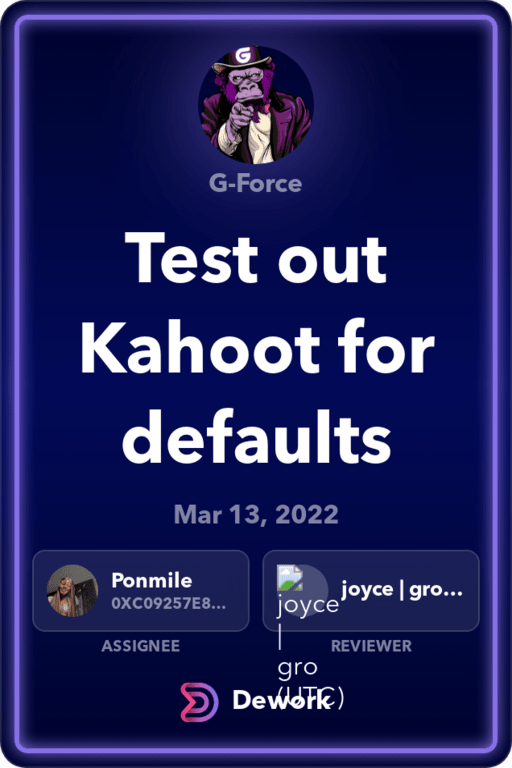 G
G-Force
Test out
Kahoot for
defaults
Mar 13, 2022
Ponmile
0XC09257E8...
ASSIGNEE
joyce | gro...
joyce
|
gro
(UTC)
REVIEWER
Dework